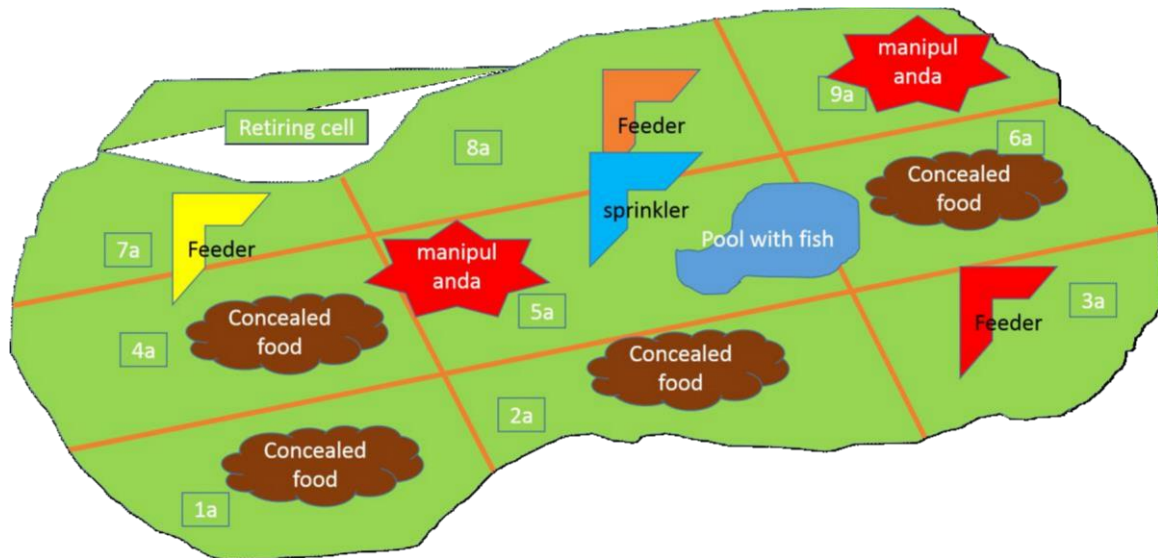 manipul
anda
9a
Retiring cell
8a
Feeder
6a
Concealed
food
sprinkler
7a
Feeder
manipul
anda
Pool with fish
3a
Feeder
Concealed
food
5a
4a
Concealed
food
2a
Concealed
food
1a